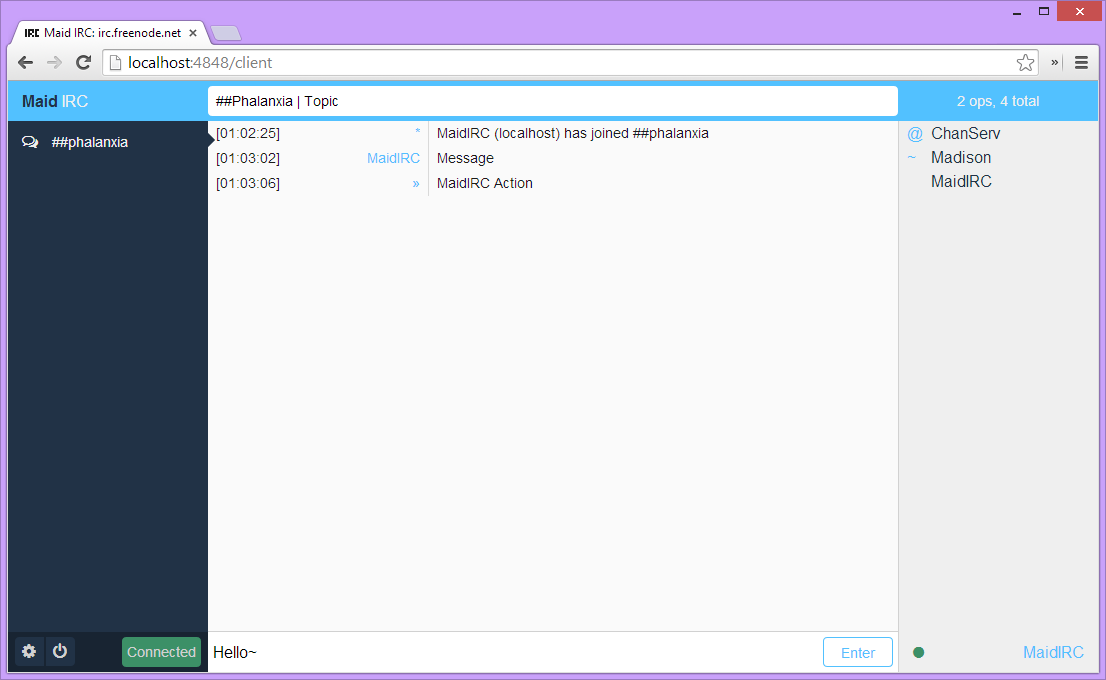 IRC Maid IRC: irc.freenode.net ×
localhost:4848/client »
Maid IRC ##Phalanxia | Topic 2 ops, 4 total
##phalanxia
[01:02:25] * MaidIRC (localhost) has joined ##phalanxia
[01:03:02] MaidIRC Message
[01:03:06] » MaidIRC Action
@ ChanServ
~ Madison
MaidIRC
Connected Hello~ Enter MaidIRC